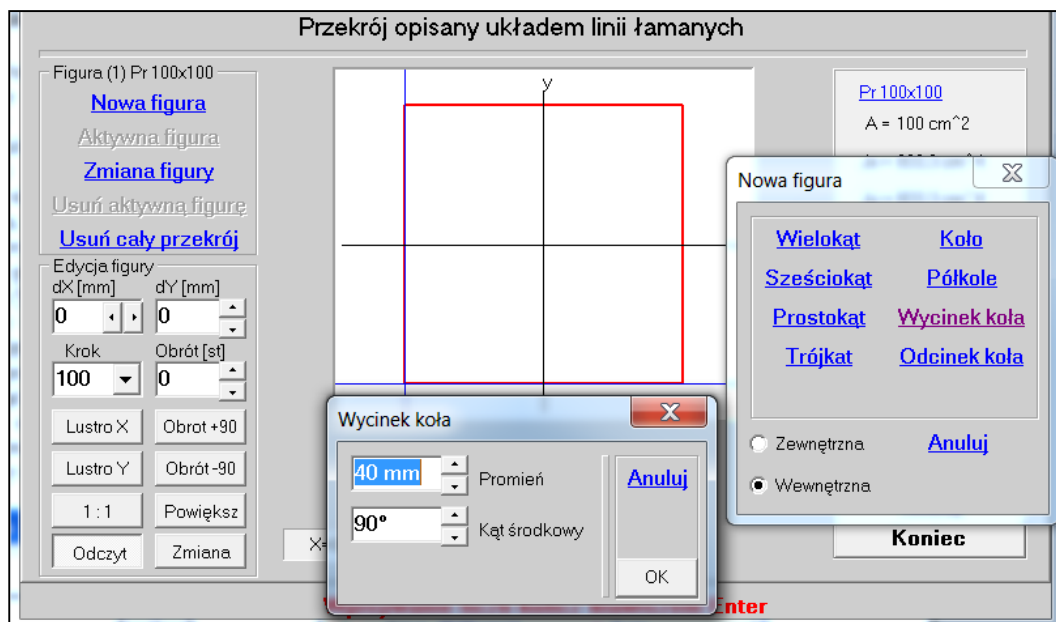 Przekrój opisany układem linii łamanych
Figura (1) Pr 100x100
Nowa figura
Aktywna figura
Zmiana figury
Usuń aktywną figurę
Usuń cały przekrój
Edycja figury
dX [mm] dY [mm]
0 0
Krok Obrót [st]
100 0
Lustro X Obrot +90
Lustro Y Obrót -90
1 : 1 Powiększ
Odczyt Zmiana
y
X=
Pr 100x100
A = 100 cm^2
Nowa figura
Wielokąt Koło
Sześciokąt Półkole
Prostokąt Wycinek koła
Trójkat Odcinek koła
Zewnętrzna Anuluj
Wewnętrzna
Koniec
Wycinek koła
40 mm Promień Anuluj
90° Kąt środkowy
OK
Enter